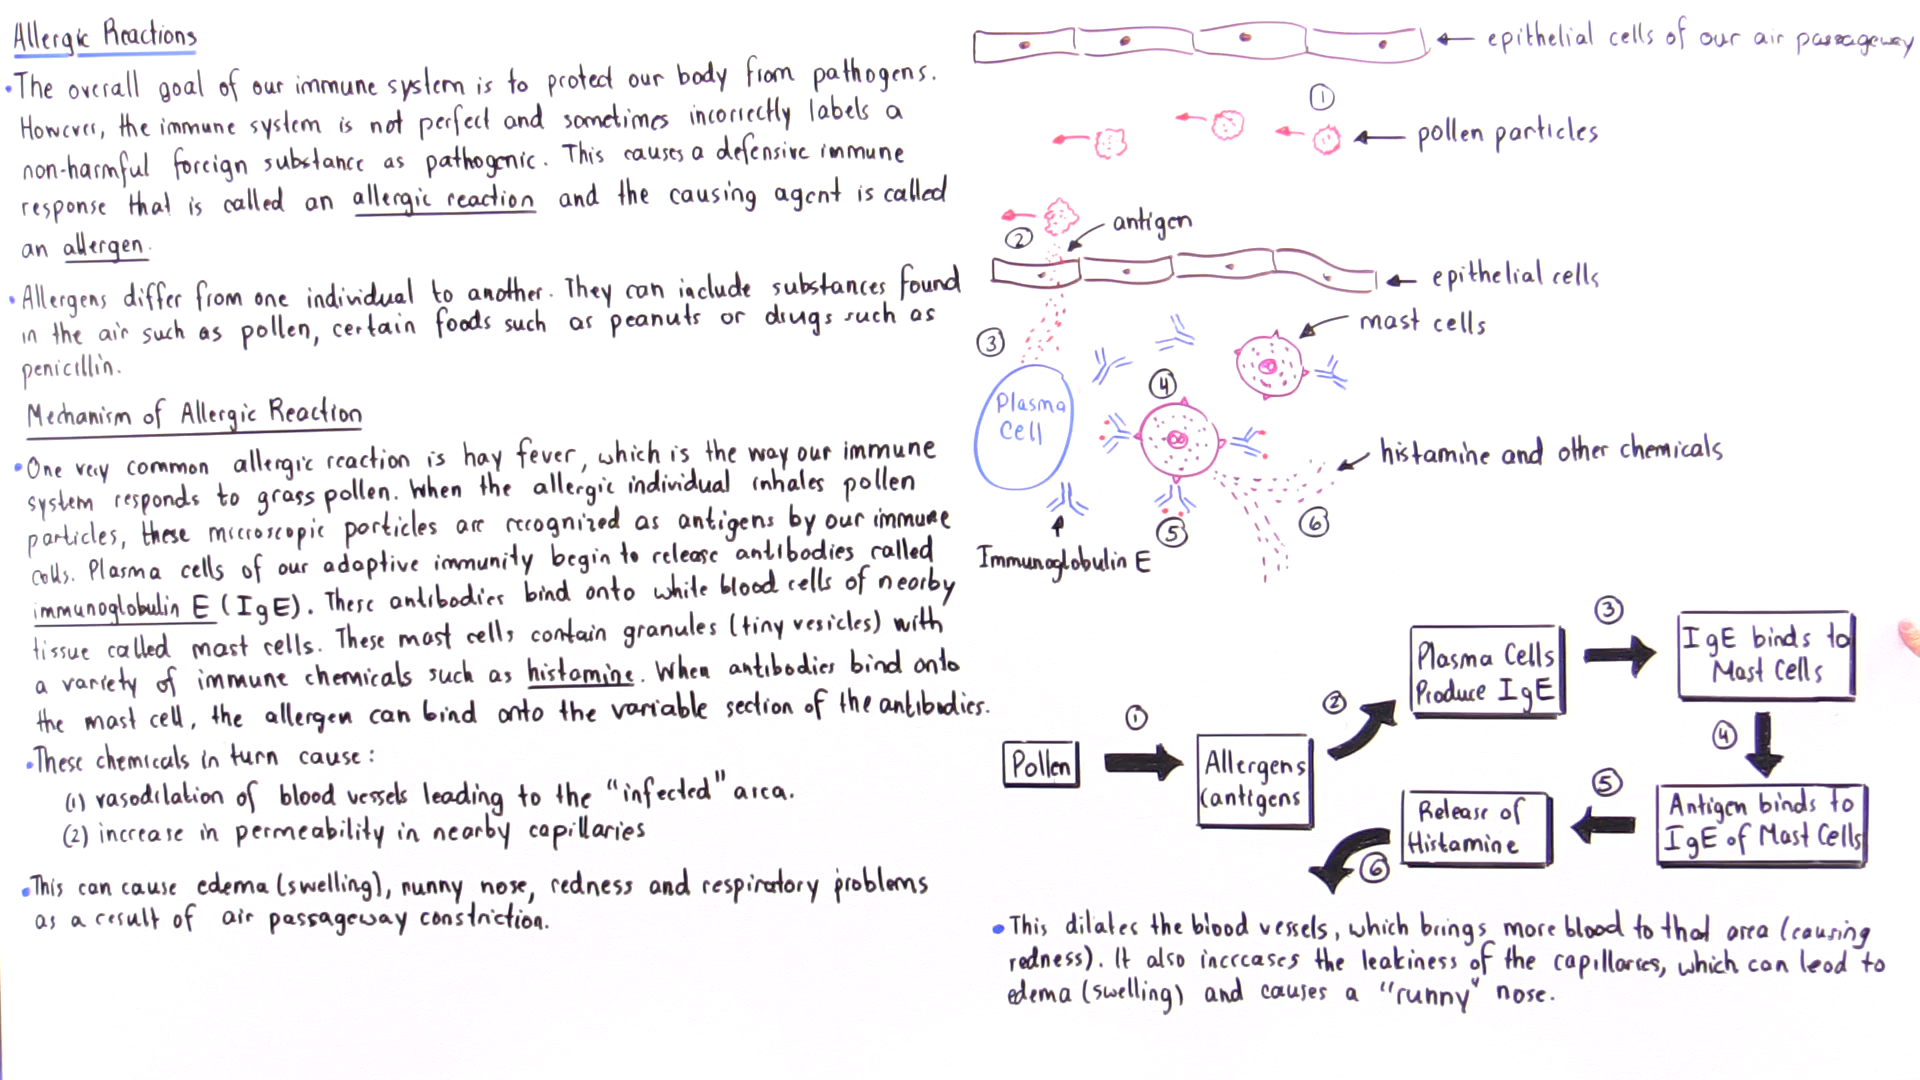 Allergic Reactions
• The overall goal of our immune system is to protect our body from pathogens.
However, the immune system is not perfect and sometimes incorrectly labels a
non-harmful foreign substance as pathogenic. This causes a defensive immune
response that is called an allergic reaction and the causing agent is called
an allergen.
• Allergens differ from one individual to another. They can include substances found
in the air such as pollen, certain foods such as peanuts or drugs such as
penicillin.
Mechanism of Allergic Reaction
• One very common allergic reaction is hay fever, which is the way our immune
system responds to grass pollen. When the allergic individual inhales pollen
particles, these microscopic particles are recognized as antigens by our immune
cells. Plasma cells of our adaptive immunity begin to release antibodies called
immunoglobulin E (IgE). These antibodies bind onto white blood cells of nearby
tissue called mast cells. These mast cells contain granules (tiny vesicles) with
a variety of immune chemicals such as histamine. When antibodies bind onto
the mast cell, the allergen can bind onto the variable section of the antibodies.
• These chemicals in turn cause:
(1) vasodilation of blood vessels leading to the "infected" area.
(2) increase in permeability in nearby capillaries
• This can cause edema (swelling), runny nose, redness and respiratory problems
as a result of air passageway constriction.
epithelial cells of our air passageway
1
pollen particles
2
antigen
epithelial cells
3
mast cells
Plasma
Cell
4
histamine and other chemicals
5
6
Immunoglobulin E
Pollen
1
Allergens
(antigens
2
Plasma Cells
Produce IgE
3
IgE binds to
Mast Cells
4
Antigen binds to
IgE of Mast Cells
5
Release of
Histamine
6
• This dilates the blood vessels, which brings more blood to that area (causing
redness). It also increases the leakiness of the capillaries, which can lead to
edema (swelling) and causes a "runny" nose.